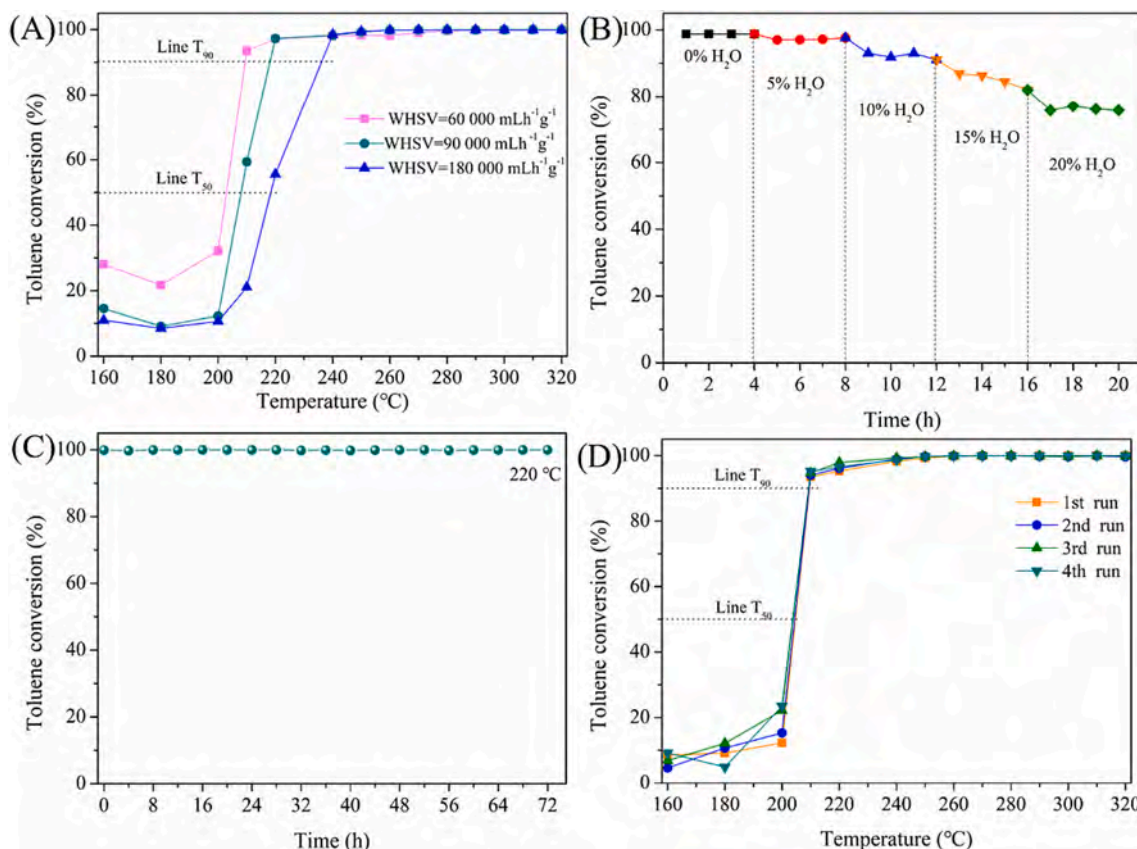 (A)
100
80
60
40
20
0
Toluene conversion (%)
Line T₉₀
Line T₅₀
WHSV=60 000 mLh⁻¹g⁻¹
WHSV=90 000 mLh⁻¹g⁻¹
WHSV=180 000 mLh⁻¹g⁻¹
160 180 200 220 240 260 280 300 320
Temperature (℃)
(B)
100
80
60
40
20
0
Toluene conversion (%)
0% H₂O
5% H₂O
10% H₂O
15% H₂O
20% H₂O
0 2 4 6 8 10 12 14 16 18 20
Time (h)
(C)
100
80
60
40
20
0
Toluene conversion (%)
220 ℃
0 8 16 24 32 40 48 56 64 72
Time (h)
(D)
100
80
60
40
20
0
Toluene conversion (%)
Line T₉₀
Line T₅₀
1st run
2nd run
3rd run
4th run
160 180 200 220 240 260 280 300 320
Temperature (℃)